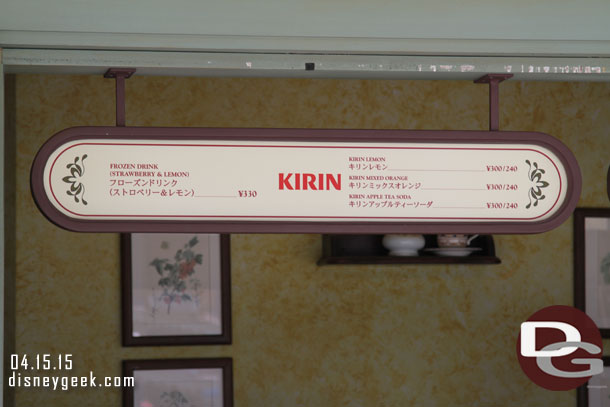 FROZEN DRINK
(STRAWBERRY & LEMON)
フローズンドリンク
(ストロベリー&レモン) ¥330
KIRIN
KIRIN LEMON
キリンレモン ¥300/240
KIRIN MIXED ORANGE
キリンミックスオレンジ ¥300/240
KIRIN APPLE TEA SODA
キリンアップルティーソーダ ¥300/240
04.15.15
disneygeek.com
DG